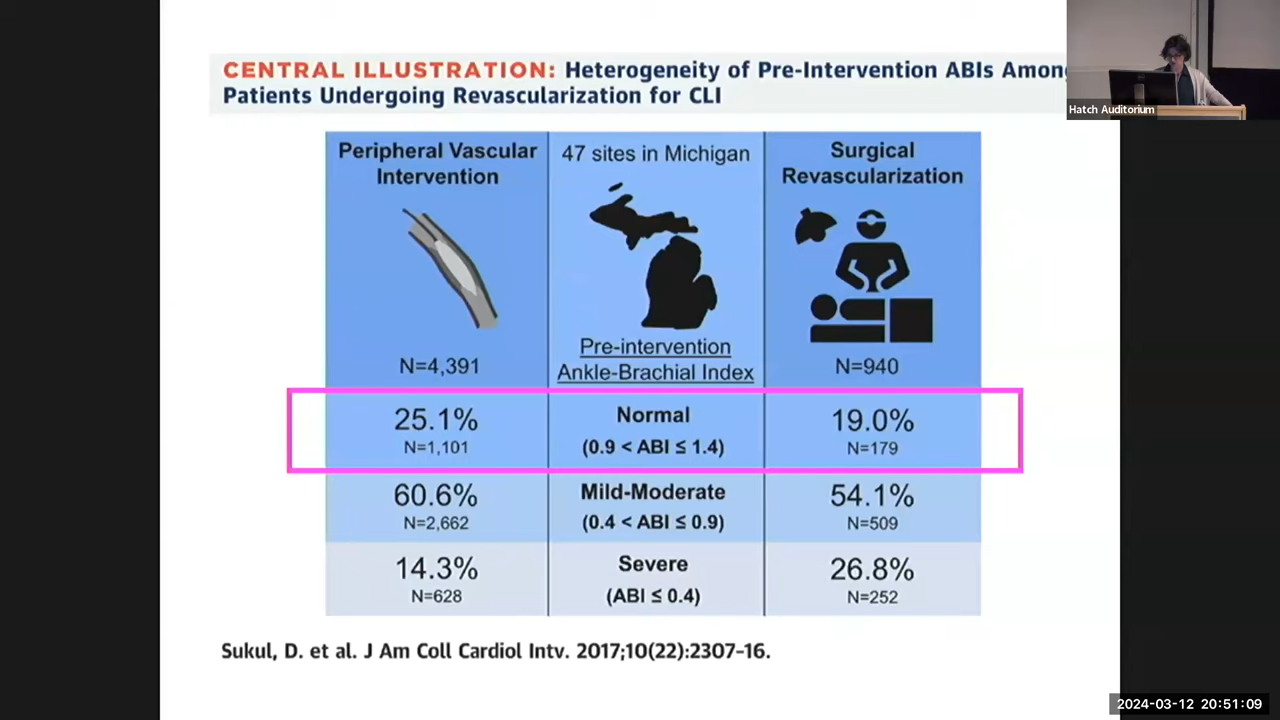 CENTRAL ILLUSTRATION: Heterogeneity of Pre-Intervention ABIs Among
Patients Undergoing Revascularization for CLI
Hatch Auditorium
Peripheral Vascular
Intervention
N=4,391
47 sites in Michigan
Pre-intervention
Ankle-Brachial Index
Surgical
Revascularization
N=940
25.1%
N=1,101
Normal
(0.9 < ABI ≤ 1.4)
19.0%
N=179
60.6%
N=2,662
Mild-Moderate
(0.4 < ABI ≤ 0.9)
54.1%
N=509
14.3%
N=628
Severe
(ABI ≤ 0.4)
26.8%
N=252
Sukul, D. et al. J Am Coll Cardiol Intv. 2017;10(22):2307–16.
2024-03-12 20:51:09